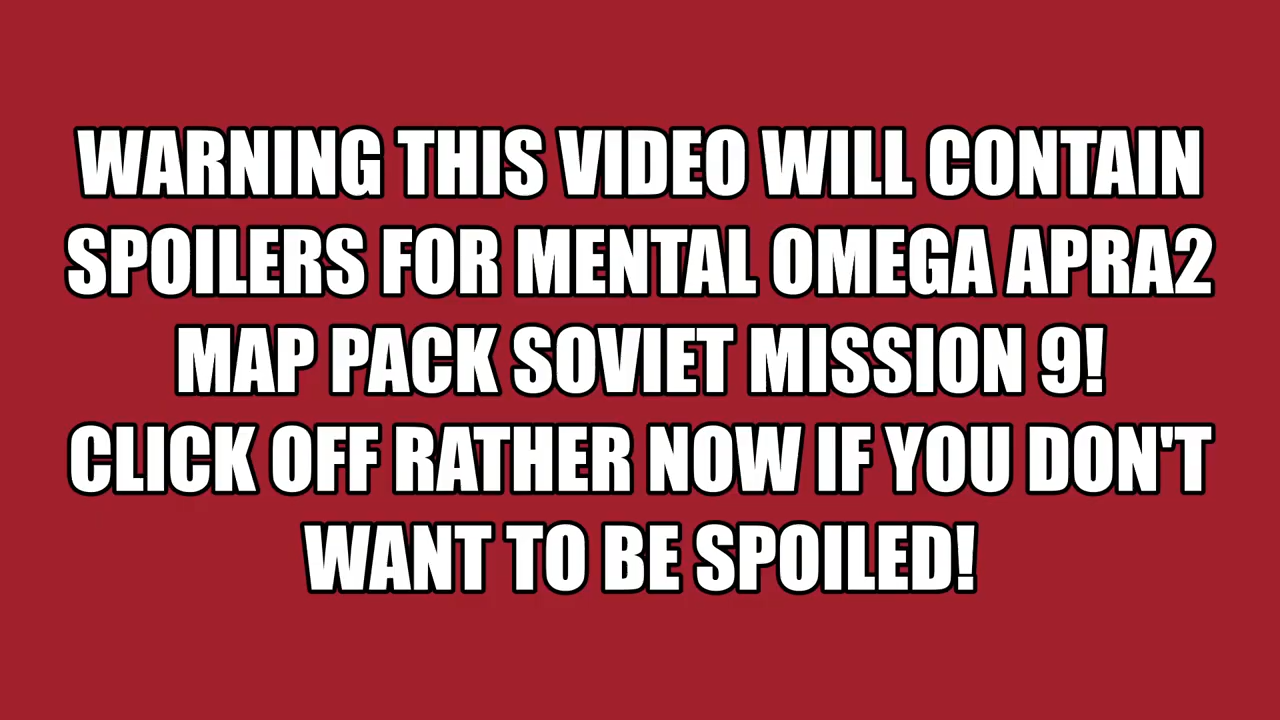 WARNING THIS VIDEO WILL CONTAIN
SPOILERS FOR MENTAL OMEGA APRA2
MAP PACK SOVIET MISSION 9!
CLICK OFF RATHER NOW IF YOU DON'T
WANT TO BE SPOILED!